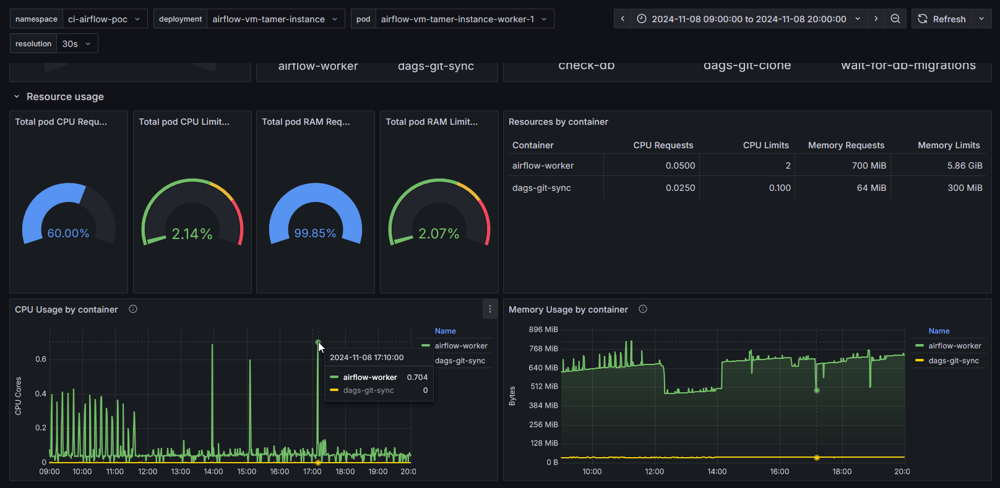 namespace ci-airflow-poc deployment airflow-vm-tamer-instance pod airflow-vm-tamer-instance-worker-1 2024-11-08 09:00:00 to 2024-11-08 20:00:00 Refresh
resolution 30s
airflow-worker dags-git-sync check-db dags-git-clone wait-for-db-migrations
Resource usage
Total pod CPU Requ... Total pod CPU Limit... Total pod RAM Req... Total pod RAM Limit... Resources by container
Container CPU Requests CPU Limits Memory Requests Memory Limits
airflow-worker 0.0500 2 700 MiB 5.86 GiB
dags-git-sync 0.0250 0.100 64 MiB 300 MiB
60.00% 2.14% 99.85% 2.07%
CPU Usage by container
CPU Cores
0.6
0.4
0.2
0
09:00 10:00 11:00 12:00 13:00 14:00 15:00 16:00 17:00 18:00 19:00 20:0
Name
airflow-worker
dags-git-sync
2024-11-08 17:10:00
airflow-worker 0.704
dags-git-sync 0
Memory Usage by container
Bytes
896 MiB
768 MiB
640 MiB
512 MiB
384 MiB
256 MiB
128 MiB
0 B
10:00 12:00 14:00 16:00 18:00 20:0
Name
airflow-worker
dags-git-sync